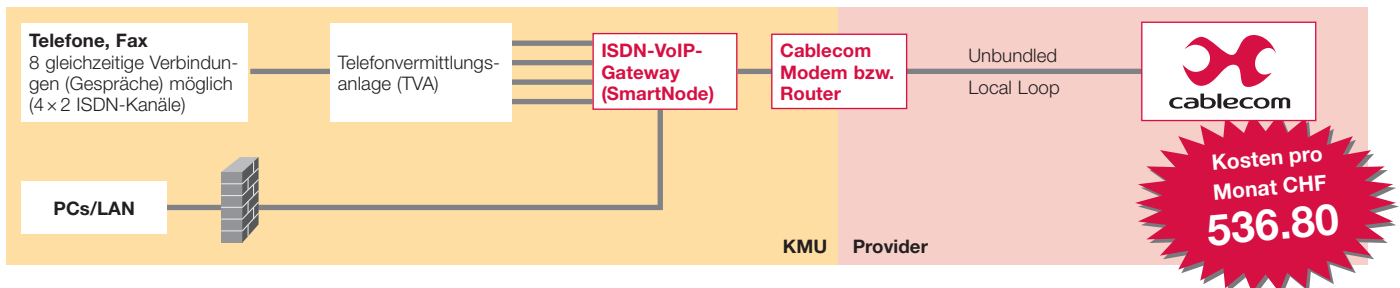 Telefone, Fax
8 gleichzeitige Verbindun-
gen (Gespräche) möglich
(4 × 2 ISDN-Kanäle)
Telefonvermittlungs-
anlage (TVA)
ISDN-VoIP-
Gateway
(SmartNode)
Cablecom
Modem bzw.
Router
Unbundled
Local Loop
cablecom
Kosten pro
Monat CHF
536.80
PCs/LAN
KMU
Provider